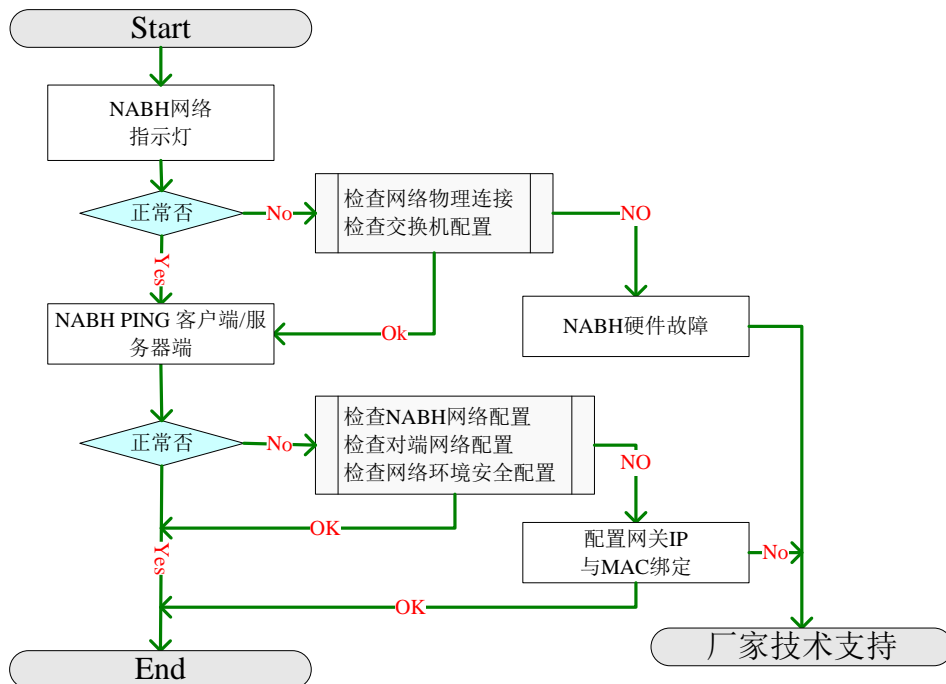 Start
NABH网络
指示灯
正常否
No
检查网络物理连接
检查交换机配置
NO
Yes
Ok
NABH PING 客户端/服
务器端
NABH硬件故障
正常否
No
检查NABH网络配置
检查对端网络配置
检查网络环境安全配置
NO
OK
Yes
配置网关IP
与MAC绑定
No
OK
厂家技术支持
End